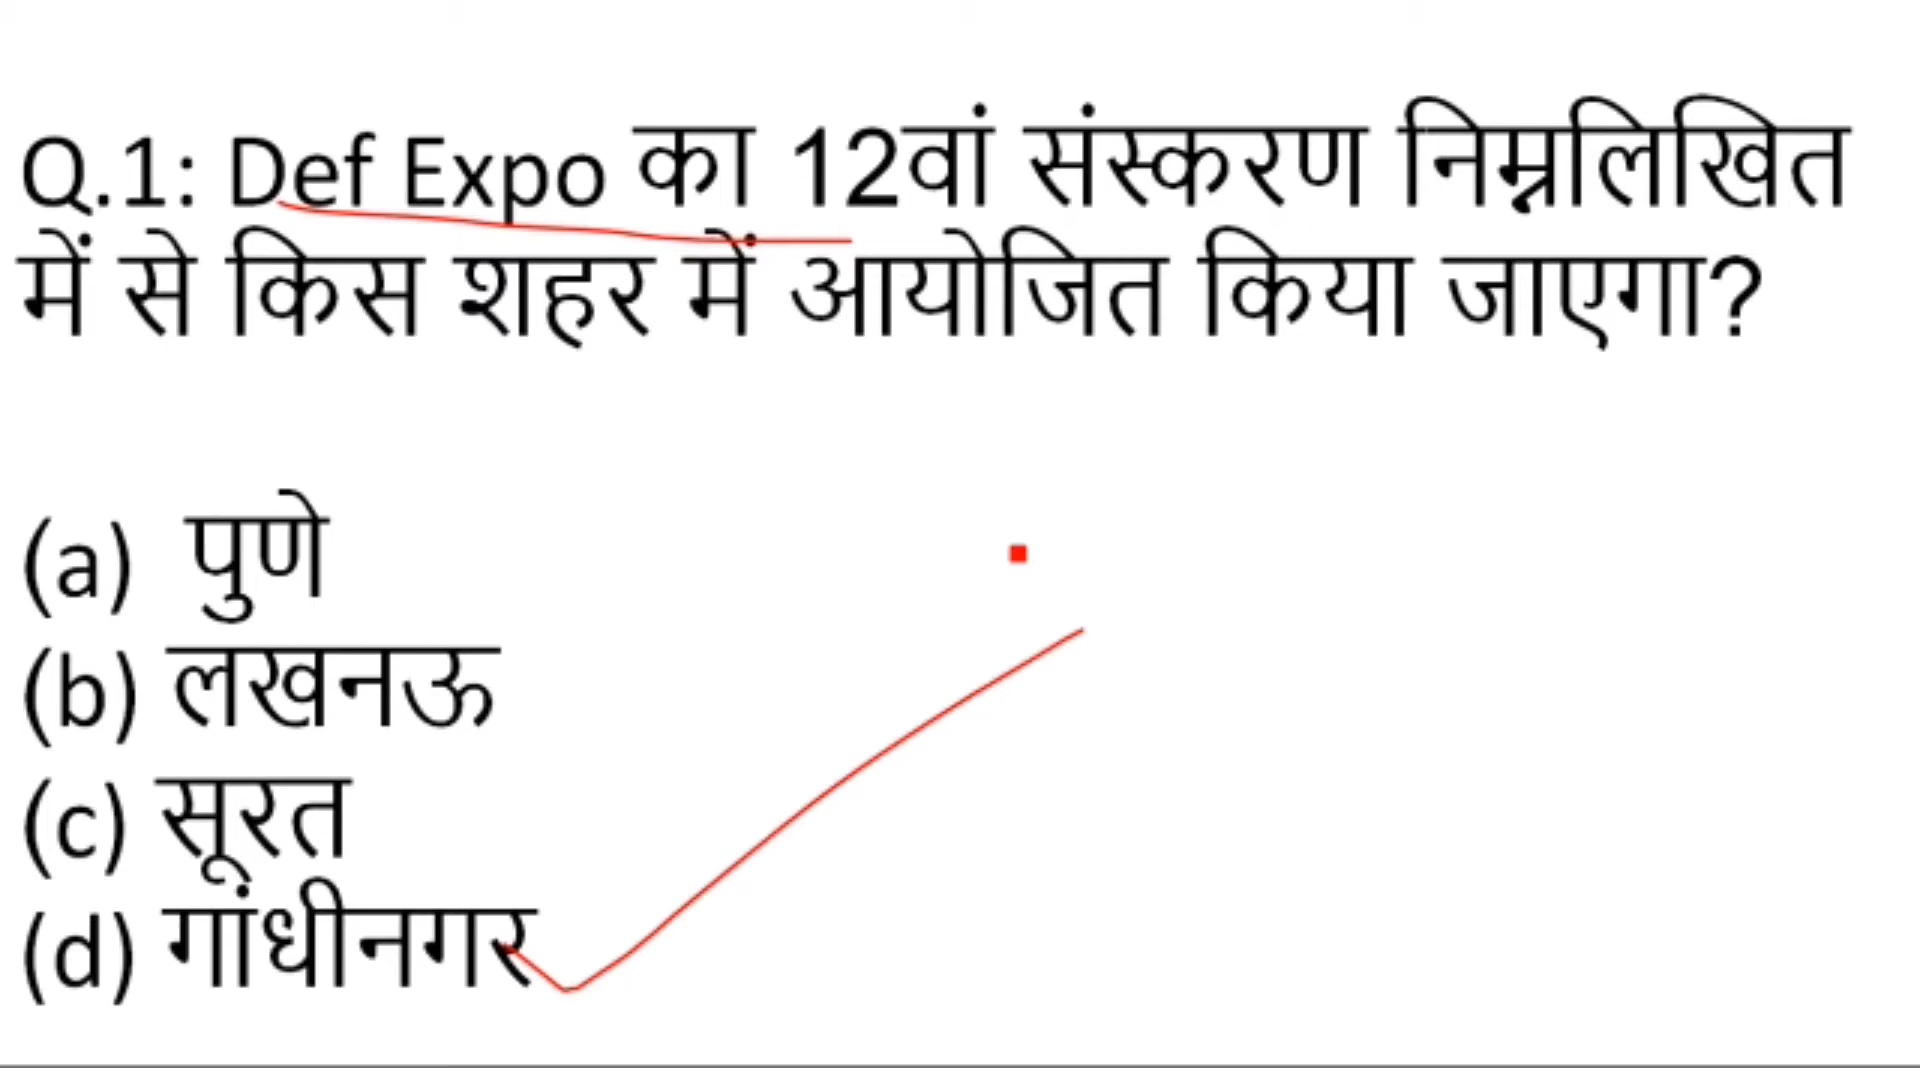 Q.1: Def Expo का 12वां संस्करण निम्नलिखित
में से किस शहर में आयोजित किया जाएगा?
(a) पुणे
(b) लखनऊ
(c) सूरत
(d) गांधीनगर